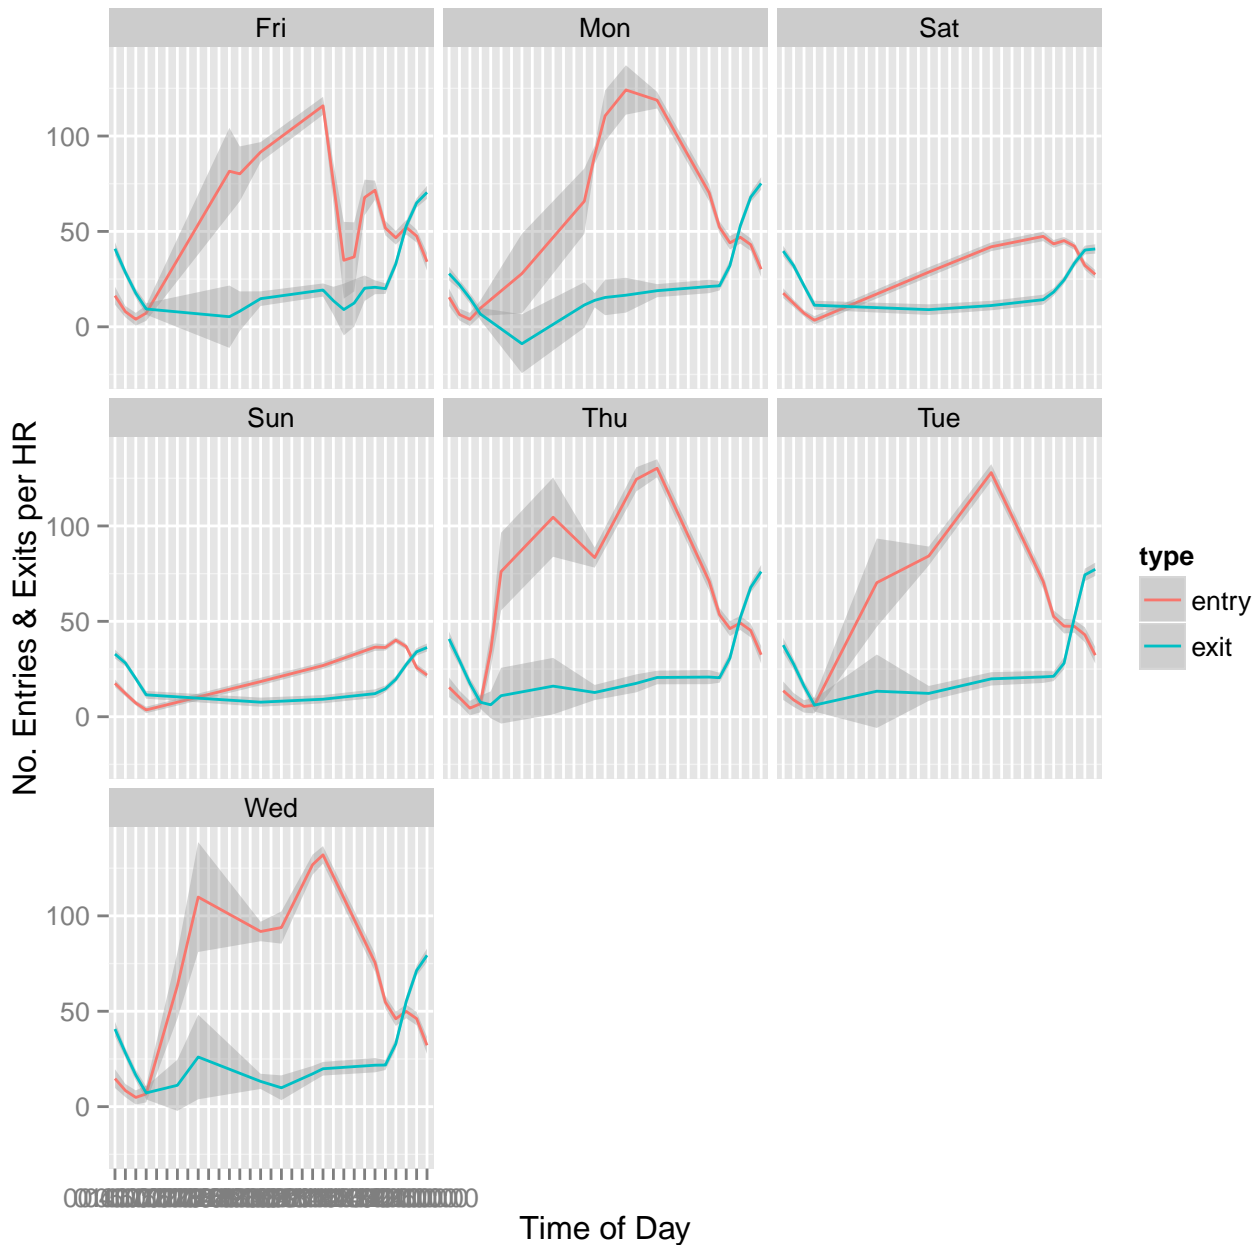 Fri
Mon
Sat
100
50
0
Sun
Thu
Tue
100
50
0
Wed
100
50
0
No. Entries & Exits per HR
Time of Day
type
entry
exit